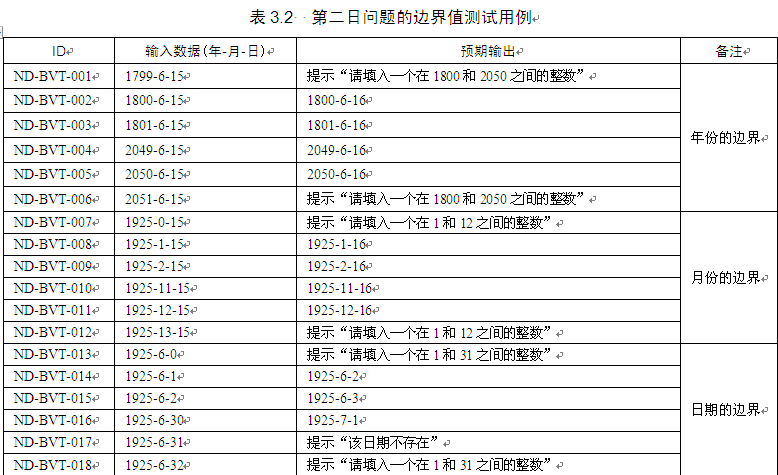 表 3.2 第二日问题的边界值测试用例
ID 输入数据(年-月-日) 预期输出 备注
ND-BVT-001 1799-6-15 提示“请填入一个在 1800 和 2050 之间的整数”
ND-BVT-002 1800-6-15 1800-6-16
ND-BVT-003 1801-6-15 1801-6-16
ND-BVT-004 2049-6-15 2049-6-16
年份的边界
ND-BVT-005 2050-6-15 2050-6-16
ND-BVT-006 2051-6-15 提示“请填入一个在 1800 和 2050 之间的整数”
ND-BVT-007 1925-0-15 提示“请填入一个在 1 和 12 之间的整数”
ND-BVT-008 1925-1-15 1925-1-16
ND-BVT-009 1925-2-15 1925-2-16
月份的边界
ND-BVT-010 1925-11-15 1925-11-16
ND-BVT-011 1925-12-15 1925-12-16
ND-BVT-012 1925-13-15 提示“请填入一个在 1 和 12 之间的整数”
ND-BVT-013 1925-6-0 提示“请填入一个在 1 和 31 之间的整数”
ND-BVT-014 1925-6-1 1925-6-2
ND-BVT-015 1925-6-2 1925-6-3
日期的边界
ND-BVT-016 1925-6-30 1925-7-1
ND-BVT-017 1925-6-31 提示“该日期不存在”
ND-BVT-018 1925-6-32 提示“请填入一个在 1 和 31 之间的整数”